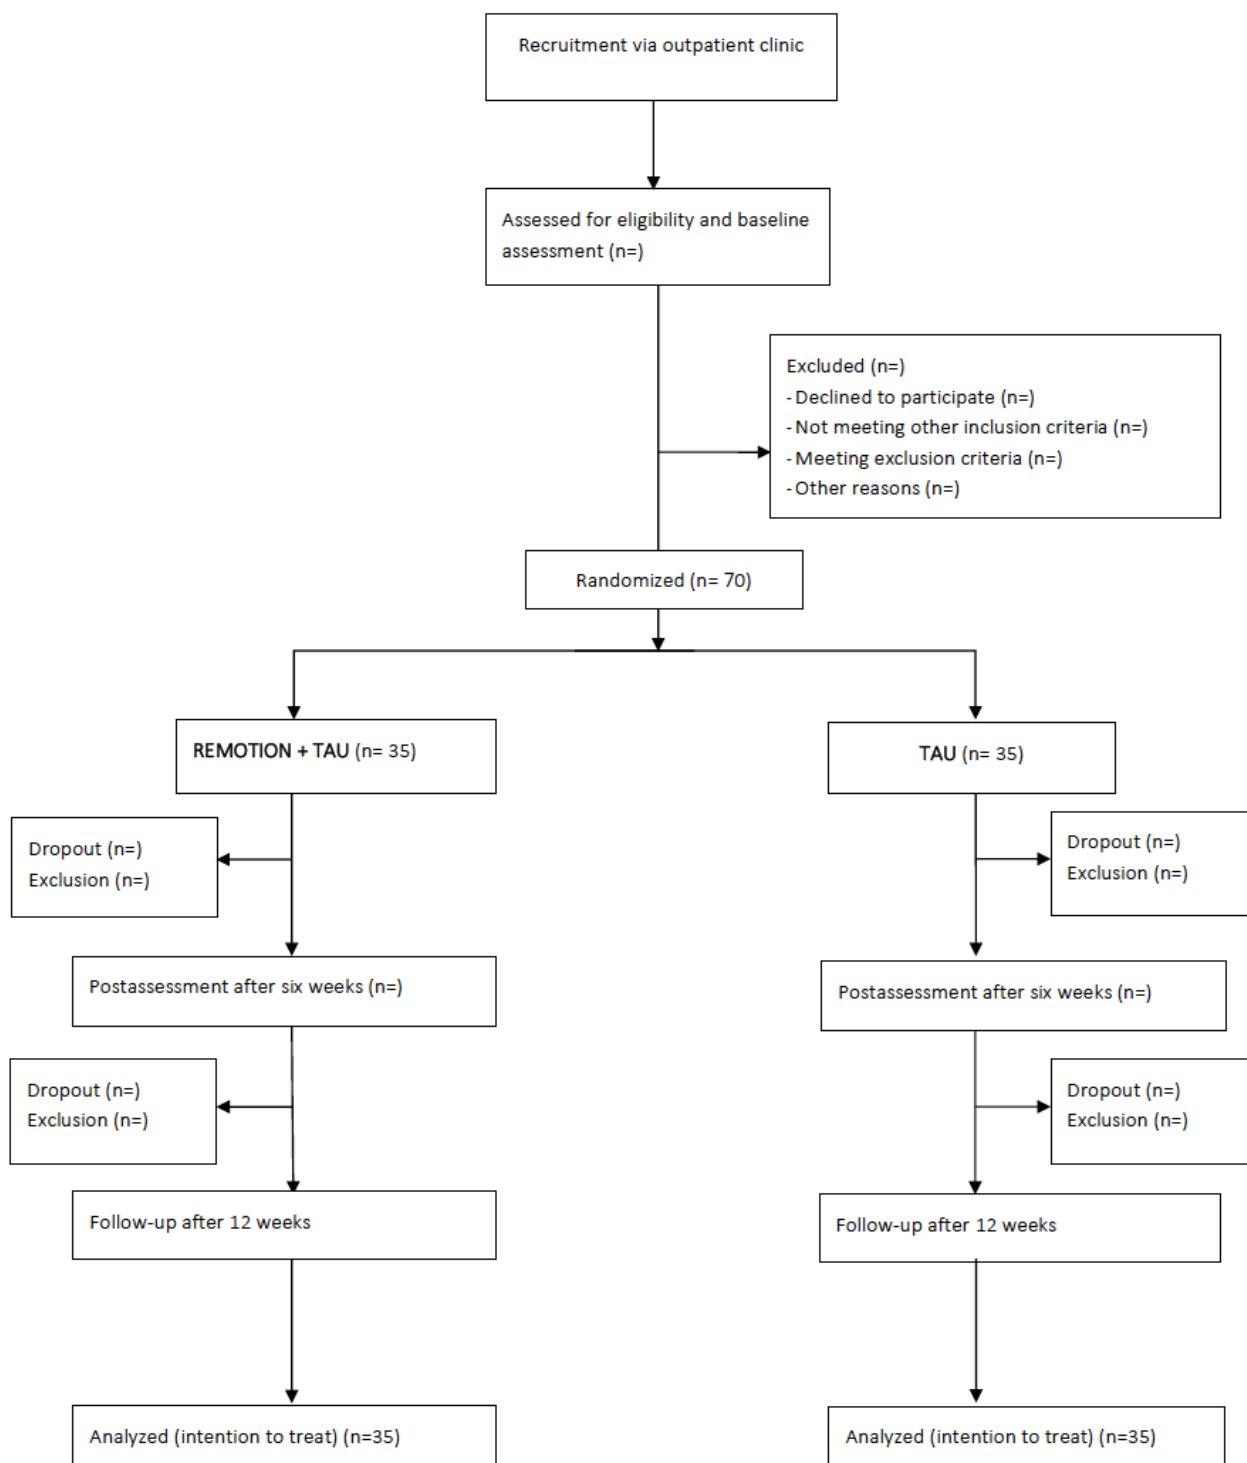 Recruitment via outpatient clinic
Assessed for eligibility and baseline
assessment (n=)
Excluded (n=)
- Declined to participate (n=)
- Not meeting other inclusion criteria (n=)
- Meeting exclusion criteria (n=)
- Other reasons (n=)
Randomized (n= 70)
REMOTION + TAU (n= 35)
TAU (n= 35)
Dropout (n=)
Exclusion (n=)
Dropout (n=)
Exclusion (n=)
Postassessment after six weeks (n=)
Postassessment after six weeks (n=)
Dropout (n=)
Exclusion (n=)
Dropout (n=)
Exclusion (n=)
Follow-up after 12 weeks
Follow-up after 12 weeks
Analyzed (intention to treat) (n=35)
Analyzed (intention to treat) (n=35)